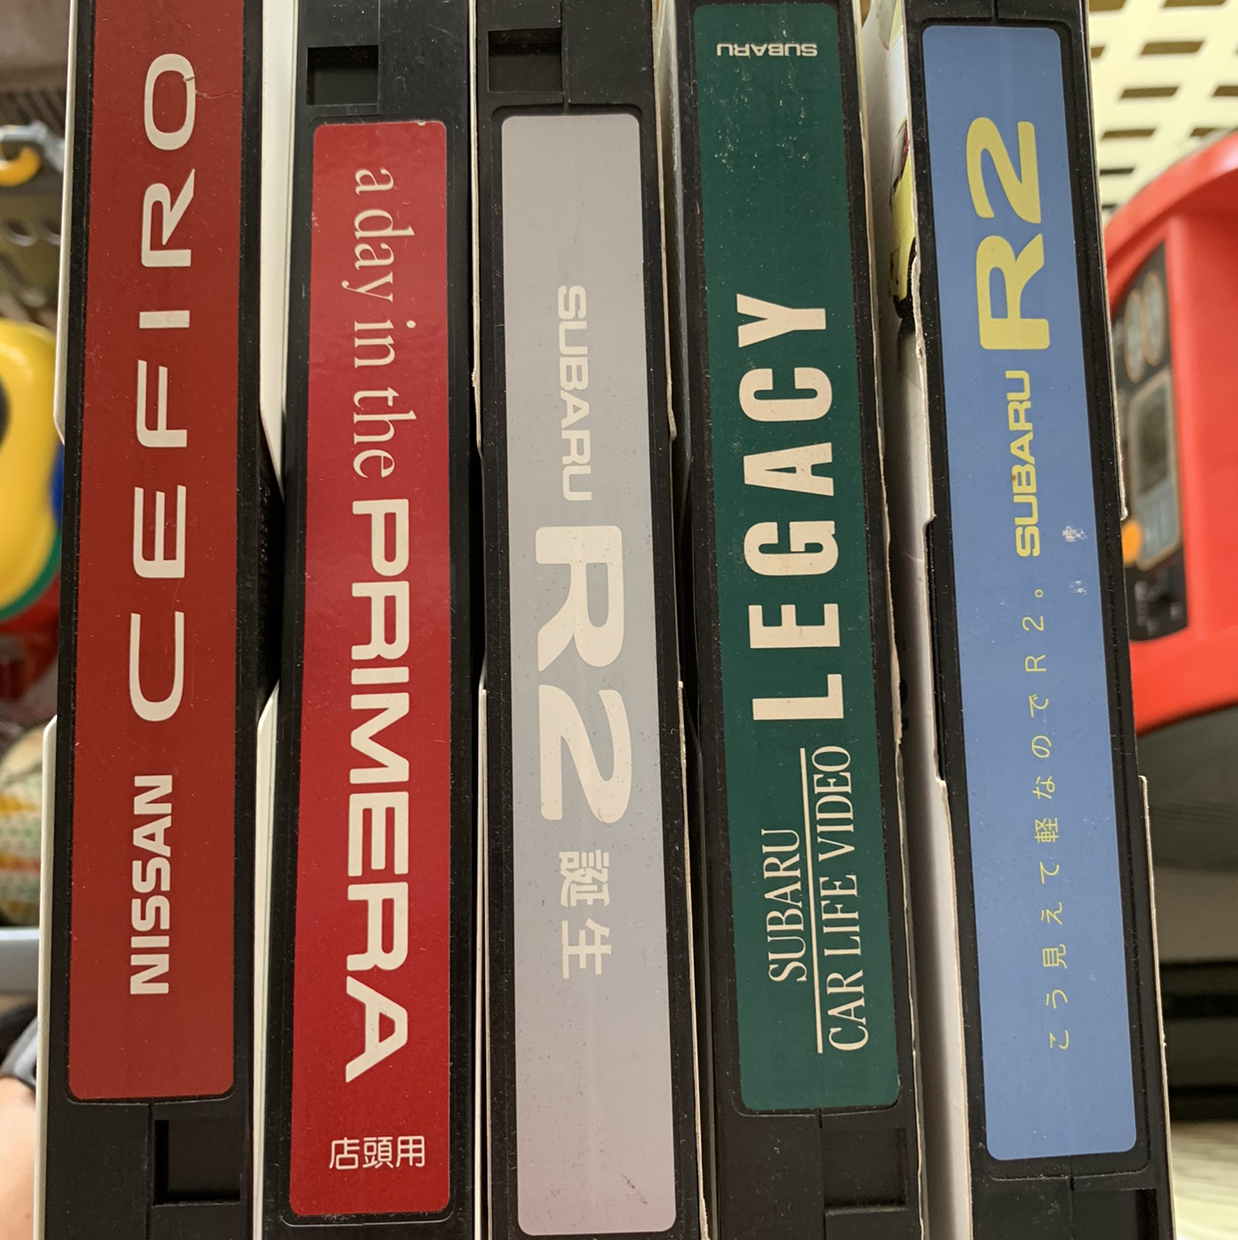 NISSAN CEFIRO
a day in the PRIMERA
店頭用
SUBARU R2 誕生
SUBARU
SUBARU
CAR LIFE VIDEO
LEGACY
こう見えて軽なのでR2。 SUBARU R2